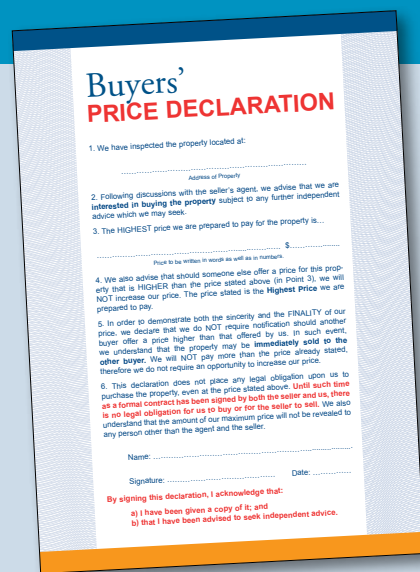 Buyers'
PRICE DECLARATION
1. We have inspected the property located at:
................................................................
Address of Property
2. Following discussions with the seller's agent, we advise that we are
interested in buying the property subject to any further independent
advice which we may seek.
3. The HIGHEST price we are prepared to pay for the property is…
................................................................ $..................
Price to be written in words as well as in numbers.
4. We also advise that should someone else offer a price for this prop-
erty that is HIGHER than the price stated above (in Point 3), we will
NOT increase our price. The price stated is the Highest Price we are
prepared to pay.
5. In order to demonstrate both the sincerity and the FINALITY of our
price, we declare that we do NOT require notification should another
buyer offer a price higher than that offered by us. In such event,
we understand that the property may be immediately sold to the
other buyer. We will NOT pay more than the price already stated,
therefore we do not require an opportunity to increase our price.
6. This declaration does not place any legal obligation upon us to
purchase the property, even at the price stated above. Until such time
as a formal contract has been signed by both the seller and us, there
is no legal obligation for us to buy or for the seller to sell. We also
understand that the amount of our maximum price will not be revealed to
any person other than the agent and the seller.
Name: ................................................................
Signature: ........................................ Date: ..............
By signing this declaration, I acknowledge that:
a) I have been given a copy of it; and
b) that I have been advised to seek independent advice.